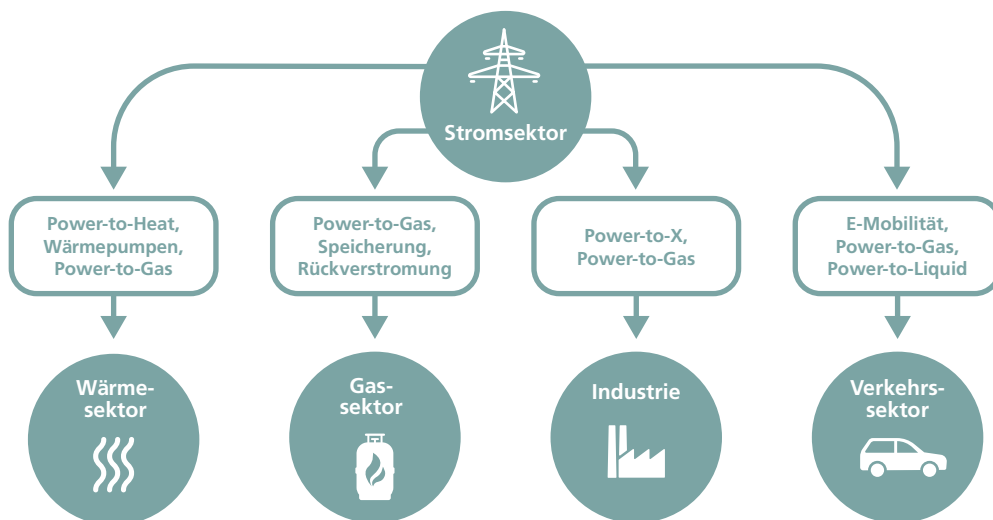 Stromsektor
Power-to-Heat,
Wärmepumpen,
Power-to-Gas
Power-to-Gas,
Speicherung,
Rückverstromung
Power-to-X,
Power-to-Gas
E-Mobilität,
Power-to-Gas,
Power-to-Liquid
Wärme-
sektor
Gas-
sektor
Industrie
Verkehrs-
sektor